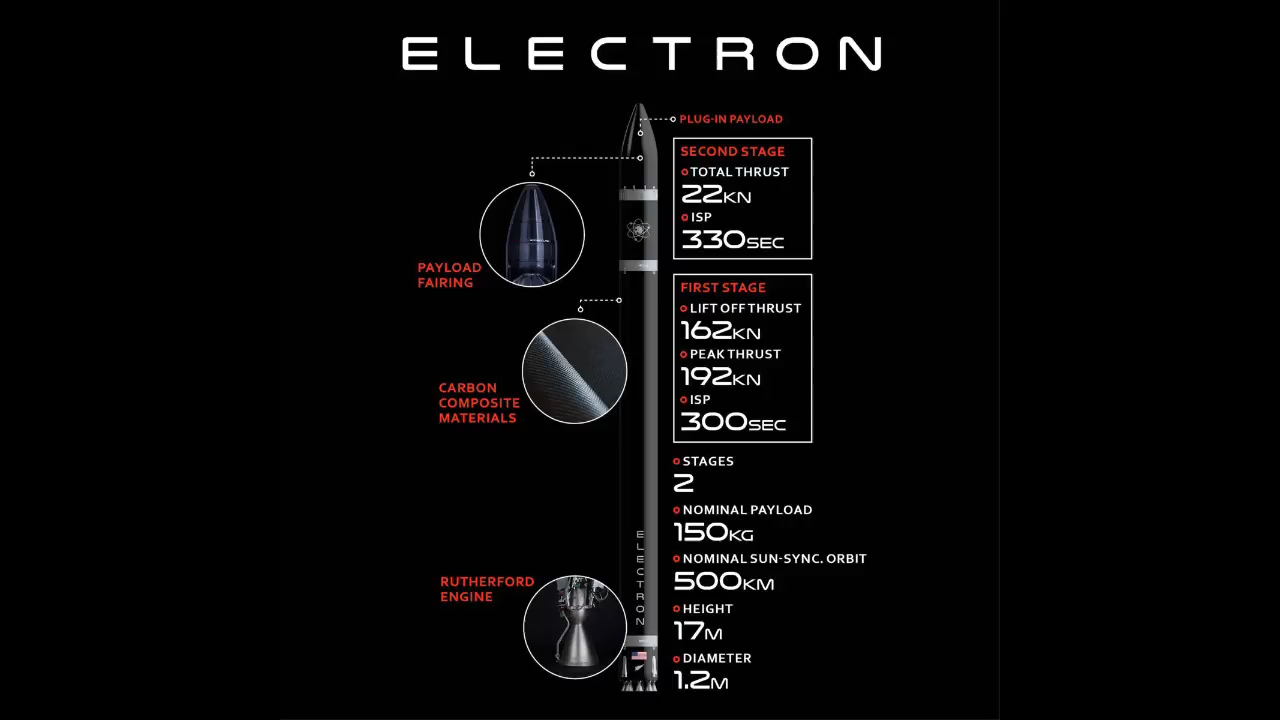 ELECTRON
PLUG-IN PAYLOAD
SECOND STAGE
TOTAL THRUST
22KN
ISP
330SEC
PAYLOAD
FAIRING
FIRST STAGE
LIFT OFF THRUST
162KN
PEAK THRUST
192KN
ISP
300SEC
CARBON
COMPOSITE
MATERIALS
STAGES
2
NOMINAL PAYLOAD
150KG
NOMINAL SUN-SYNC. ORBIT
500KM
RUTHERFORD
ENGINE
HEIGHT
17M
DIAMETER
1.2M
ELECTRON